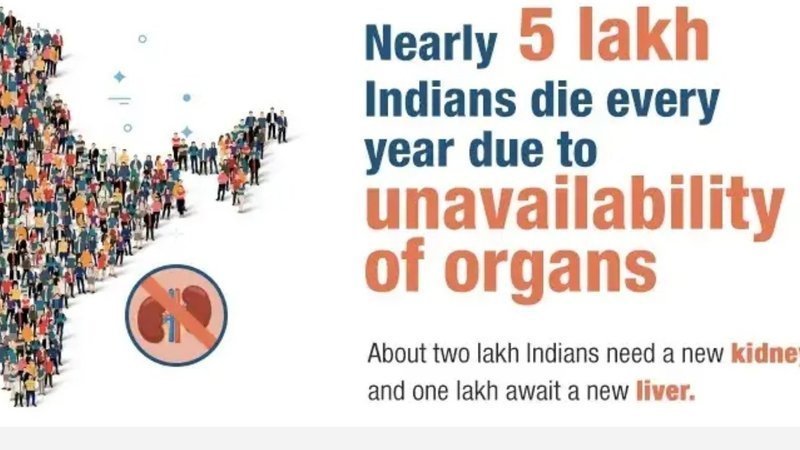 Nearly 5 lakh
Indians die every
year due to
unavailability
of organs
About two lakh Indians need a new kidney
and one lakh await a new liver.